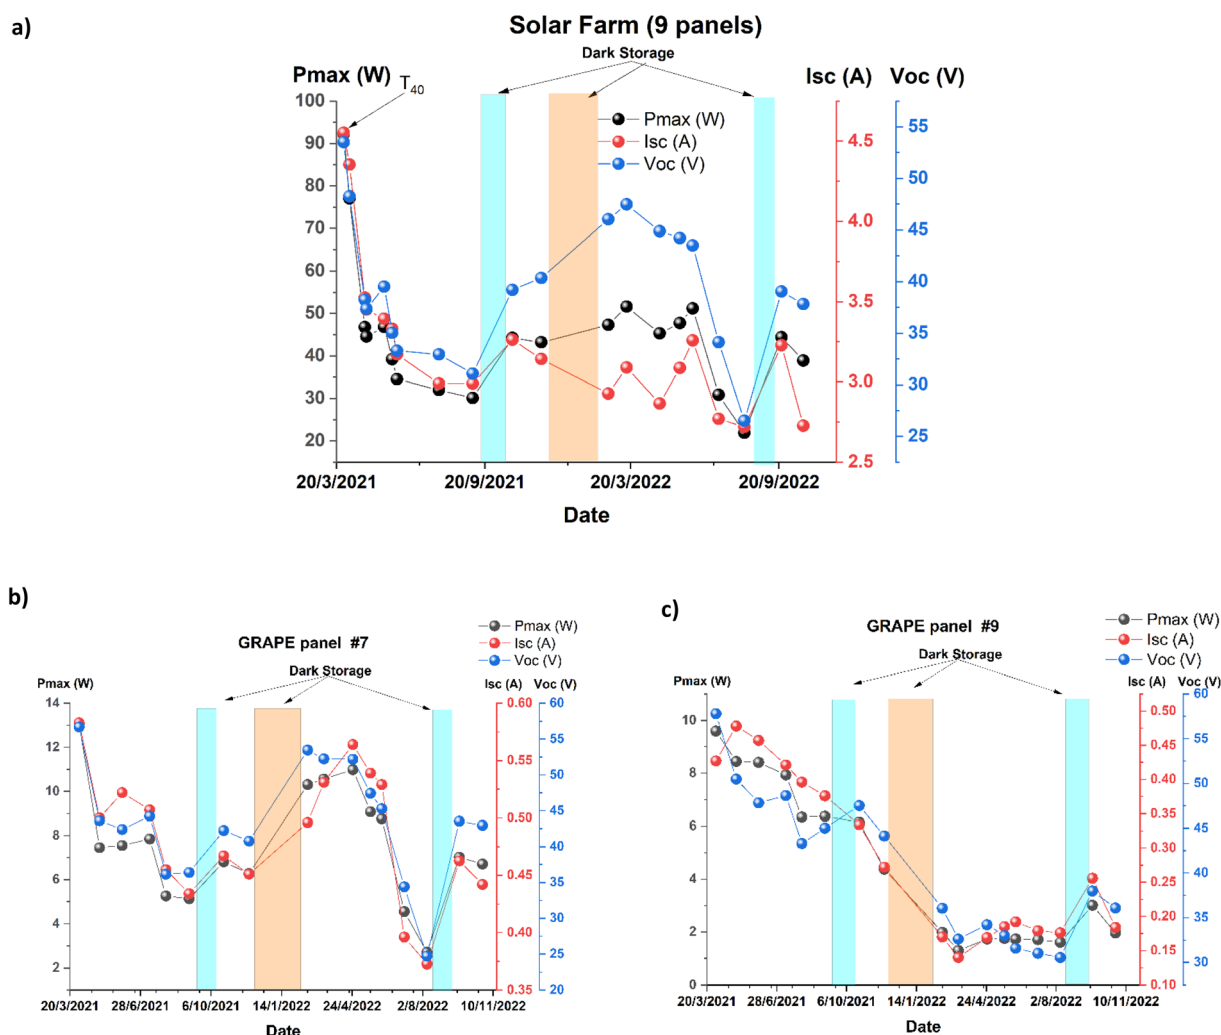 a)
Solar Farm (9 panels)
Dark Storage
Pmax (W)
Isc (A)
Voc (V)
T40
100
90
80
70
60
50
40
30
20
Pmax (W)
Isc (A)
Voc (V)
4.5
4.0
3.5
3.0
2.5
55
50
45
40
35
30
25
20/3/2021
20/9/2021
20/3/2022
20/9/2022
Date
b)
GRAPE panel #7
Dark Storage
Pmax (W)
Isc (A)
Voc (V)
Pmax (W)
Isc (A)
Voc (V)
14
12
10
8
6
4
2
0.60
0.55
0.50
0.45
0.40
0.35
60
55
50
45
40
35
30
25
20
20/3/2021
28/6/2021
6/10/2021
14/1/2022
24/4/2022
2/8/2022
10/11/2022
Date
c)
GRAPE panel #9
Dark Storage
Pmax (W)
Isc (A)
Voc (V)
Pmax (W)
Isc (A)
Voc (V)
10
8
6
4
2
0
0.50
0.45
0.40
0.35
0.30
0.25
0.20
0.15
0.10
60
55
50
45
40
35
30
20/3/2021
28/6/2021
6/10/2021
14/1/2022
24/4/2022
2/8/2022
10/11/2022
Date